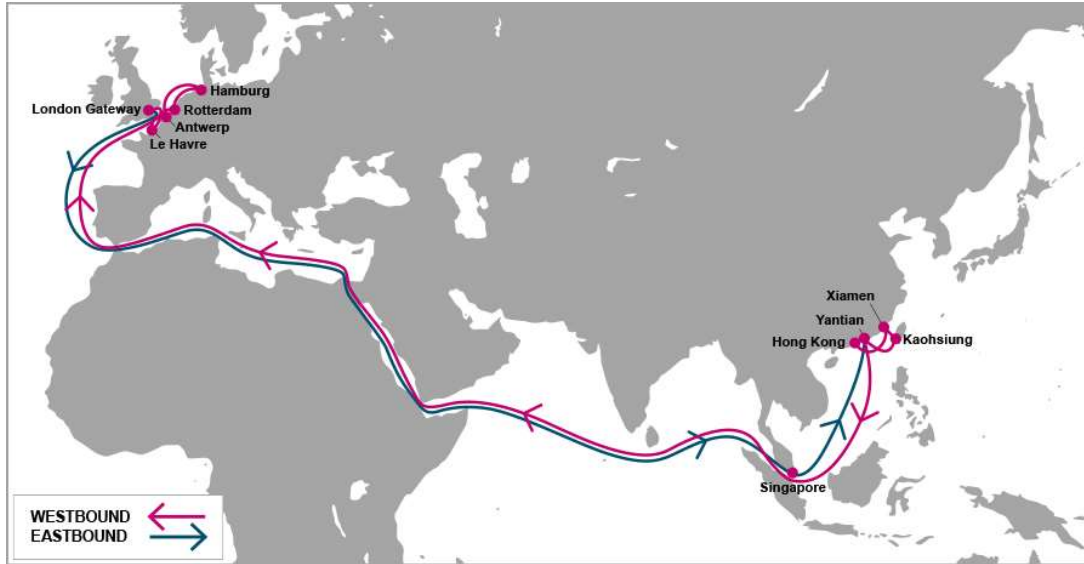 Hamburg
London Gateway
Rotterdam
Antwerp
Le Havre
Xiamen
Yantian
Hong Kong
Kaohsiung
Singapore
WESTBOUND
EASTBOUND